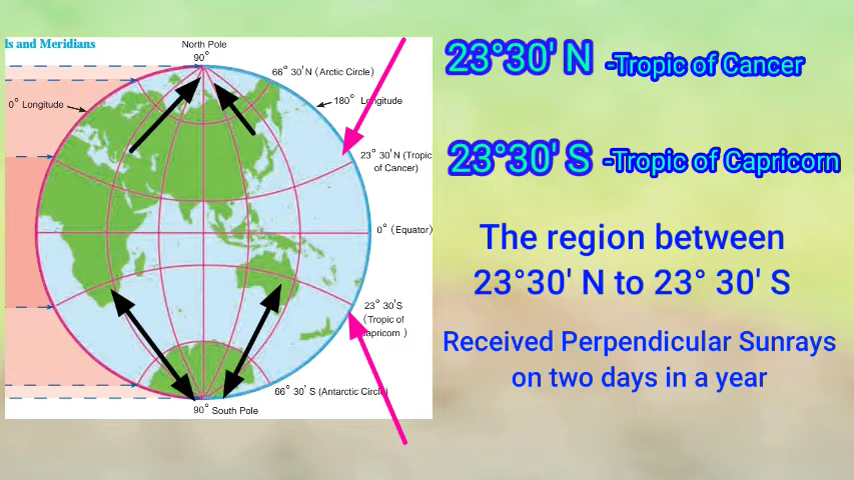 ls and Meridians
North Pole
90°
66° 30'N (Arctic Circle)
0° Longitude
180° Longitude
23° 30'N (Tropic
of Cancer)
0° (Equator)
23° 30'S
(Tropic of
Capricorn)
66° 30' S (Antarctic Circle)
90° South Pole
23°30' N -Tropic of Cancer
23°30' S -Tropic of Capricorn
The region between
23°30' N to 23° 30' S
Received Perpendicular Sunrays
on two days in a year